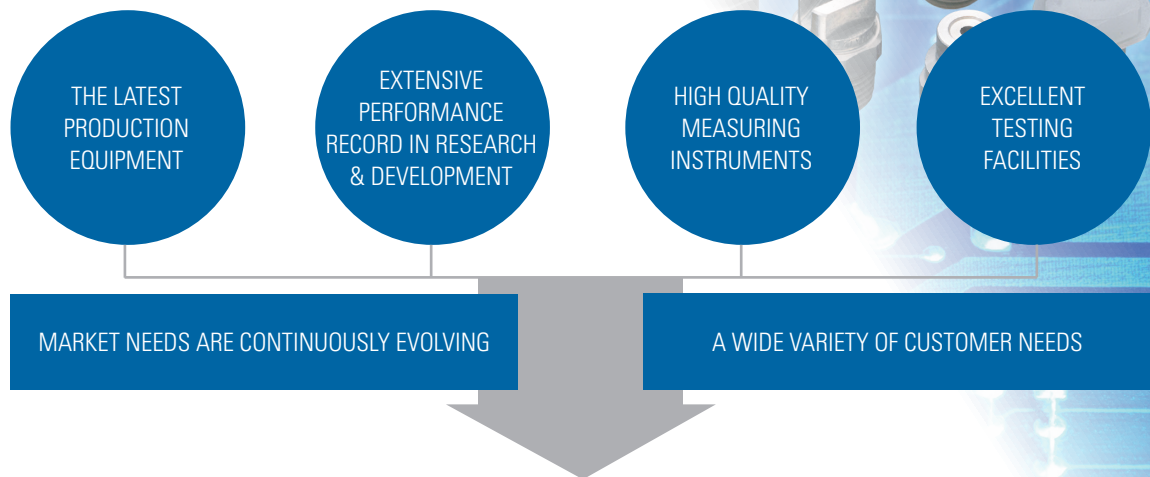 THE LATEST
PRODUCTION
EQUIPMENT
EXTENSIVE
PERFORMANCE
RECORD IN RESEARCH
& DEVELOPMENT
HIGH QUALITY
MEASURING
INSTRUMENTS
EXCELLENT
TESTING
FACILITIES
MARKET NEEDS ARE CONTINUOUSLY EVOLVING
A WIDE VARIETY OF CUSTOMER NEEDS